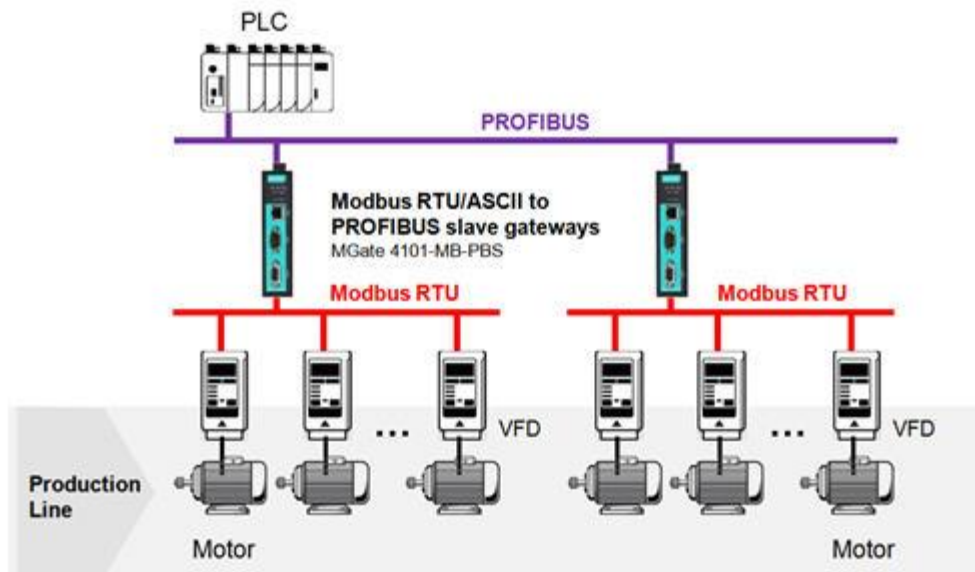 PLC
PROFIBUS
Modbus RTU/ASCII to
PROFIBUS slave gateways
MGate 4101-MB-PBS
Modbus RTU
Modbus RTU
...
VFD
...
VFD
Production
Line
Motor
Motor